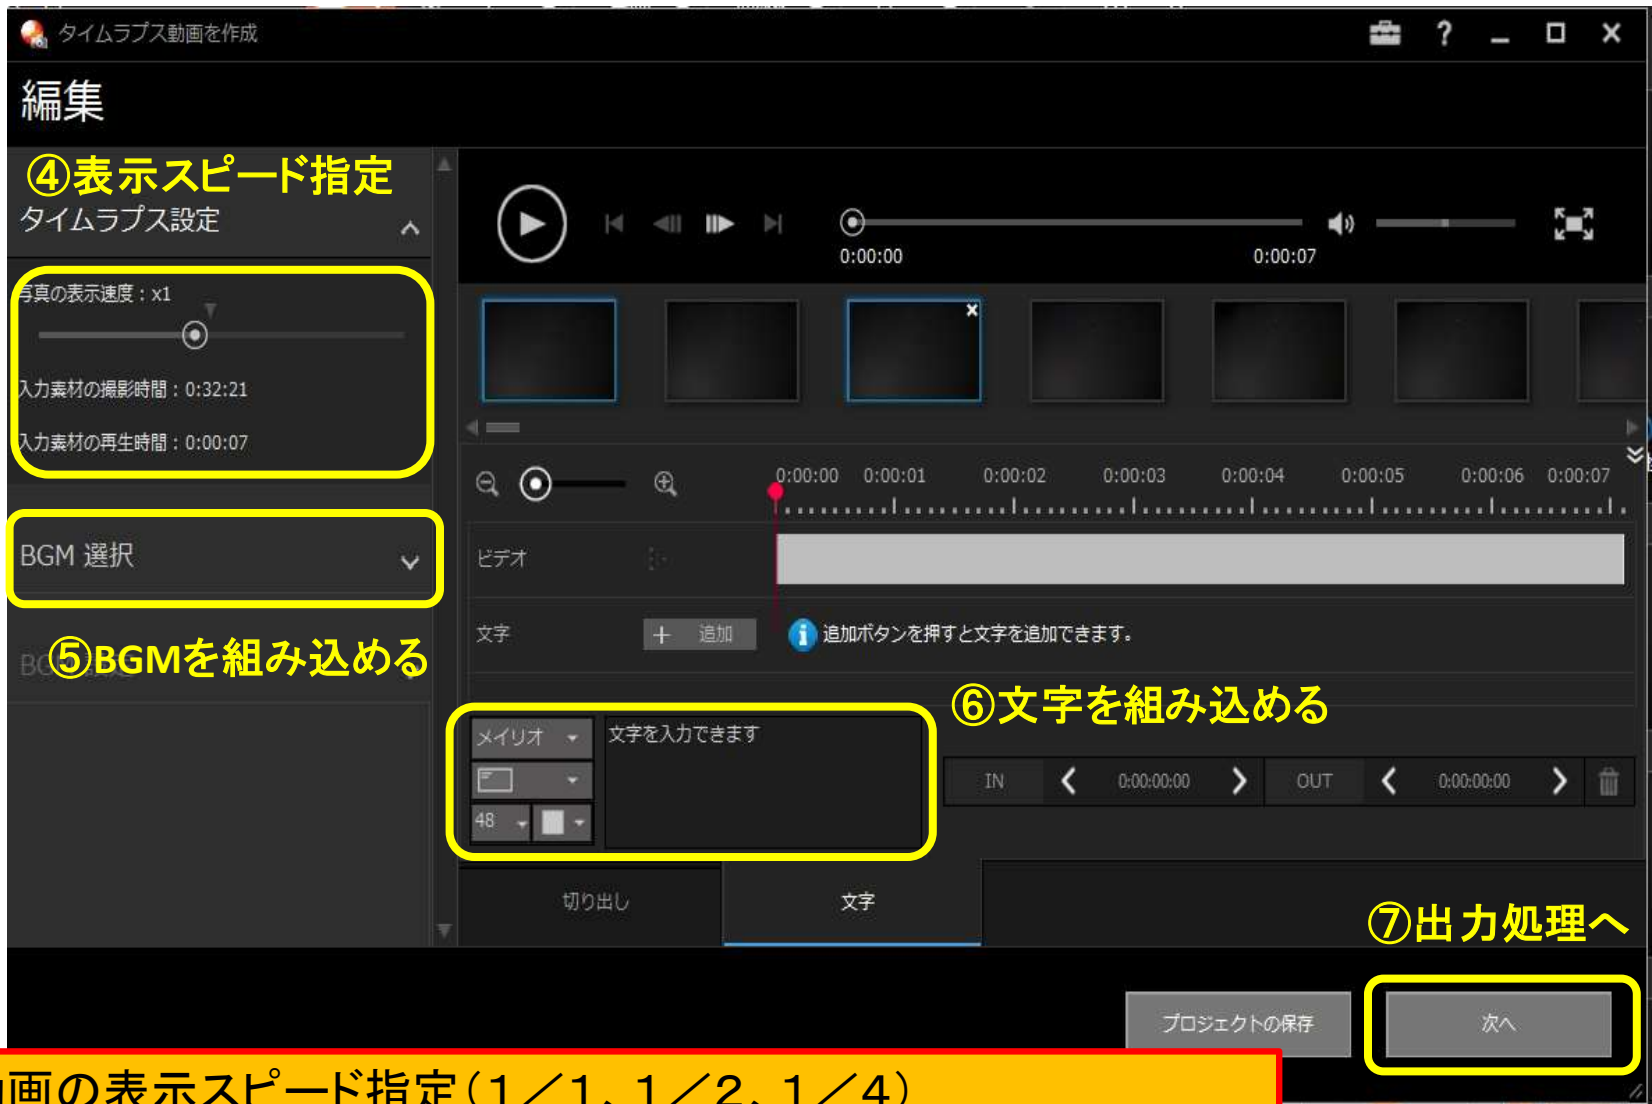 タイムラプス動画を作成
?
編集
④表示スピード指定
タイムラプス設定
写真の表示速度:x1
入力素材の撮影時間:0:32:21
入力素材の再生時間:0:00:07
BGM 選択
⑤BGMを組み込める
0:00:00
0:00:07
0:00:00 0:00:01 0:00:02 0:00:03 0:00:04 0:00:05 0:00:06 0:00:07
ビデオ
文字
+ 追加
追加ボタンを押すと文字を追加できます。
⑥文字を組み込める
メイリオ
48
文字を入力できます
IN 0:00:00:00 OUT 0:00:00:00
切り出し
文字
⑦出力処理へ
プロジェクトの保存
次へ
画の表示スピード指定(1/1、1/2、1/4)